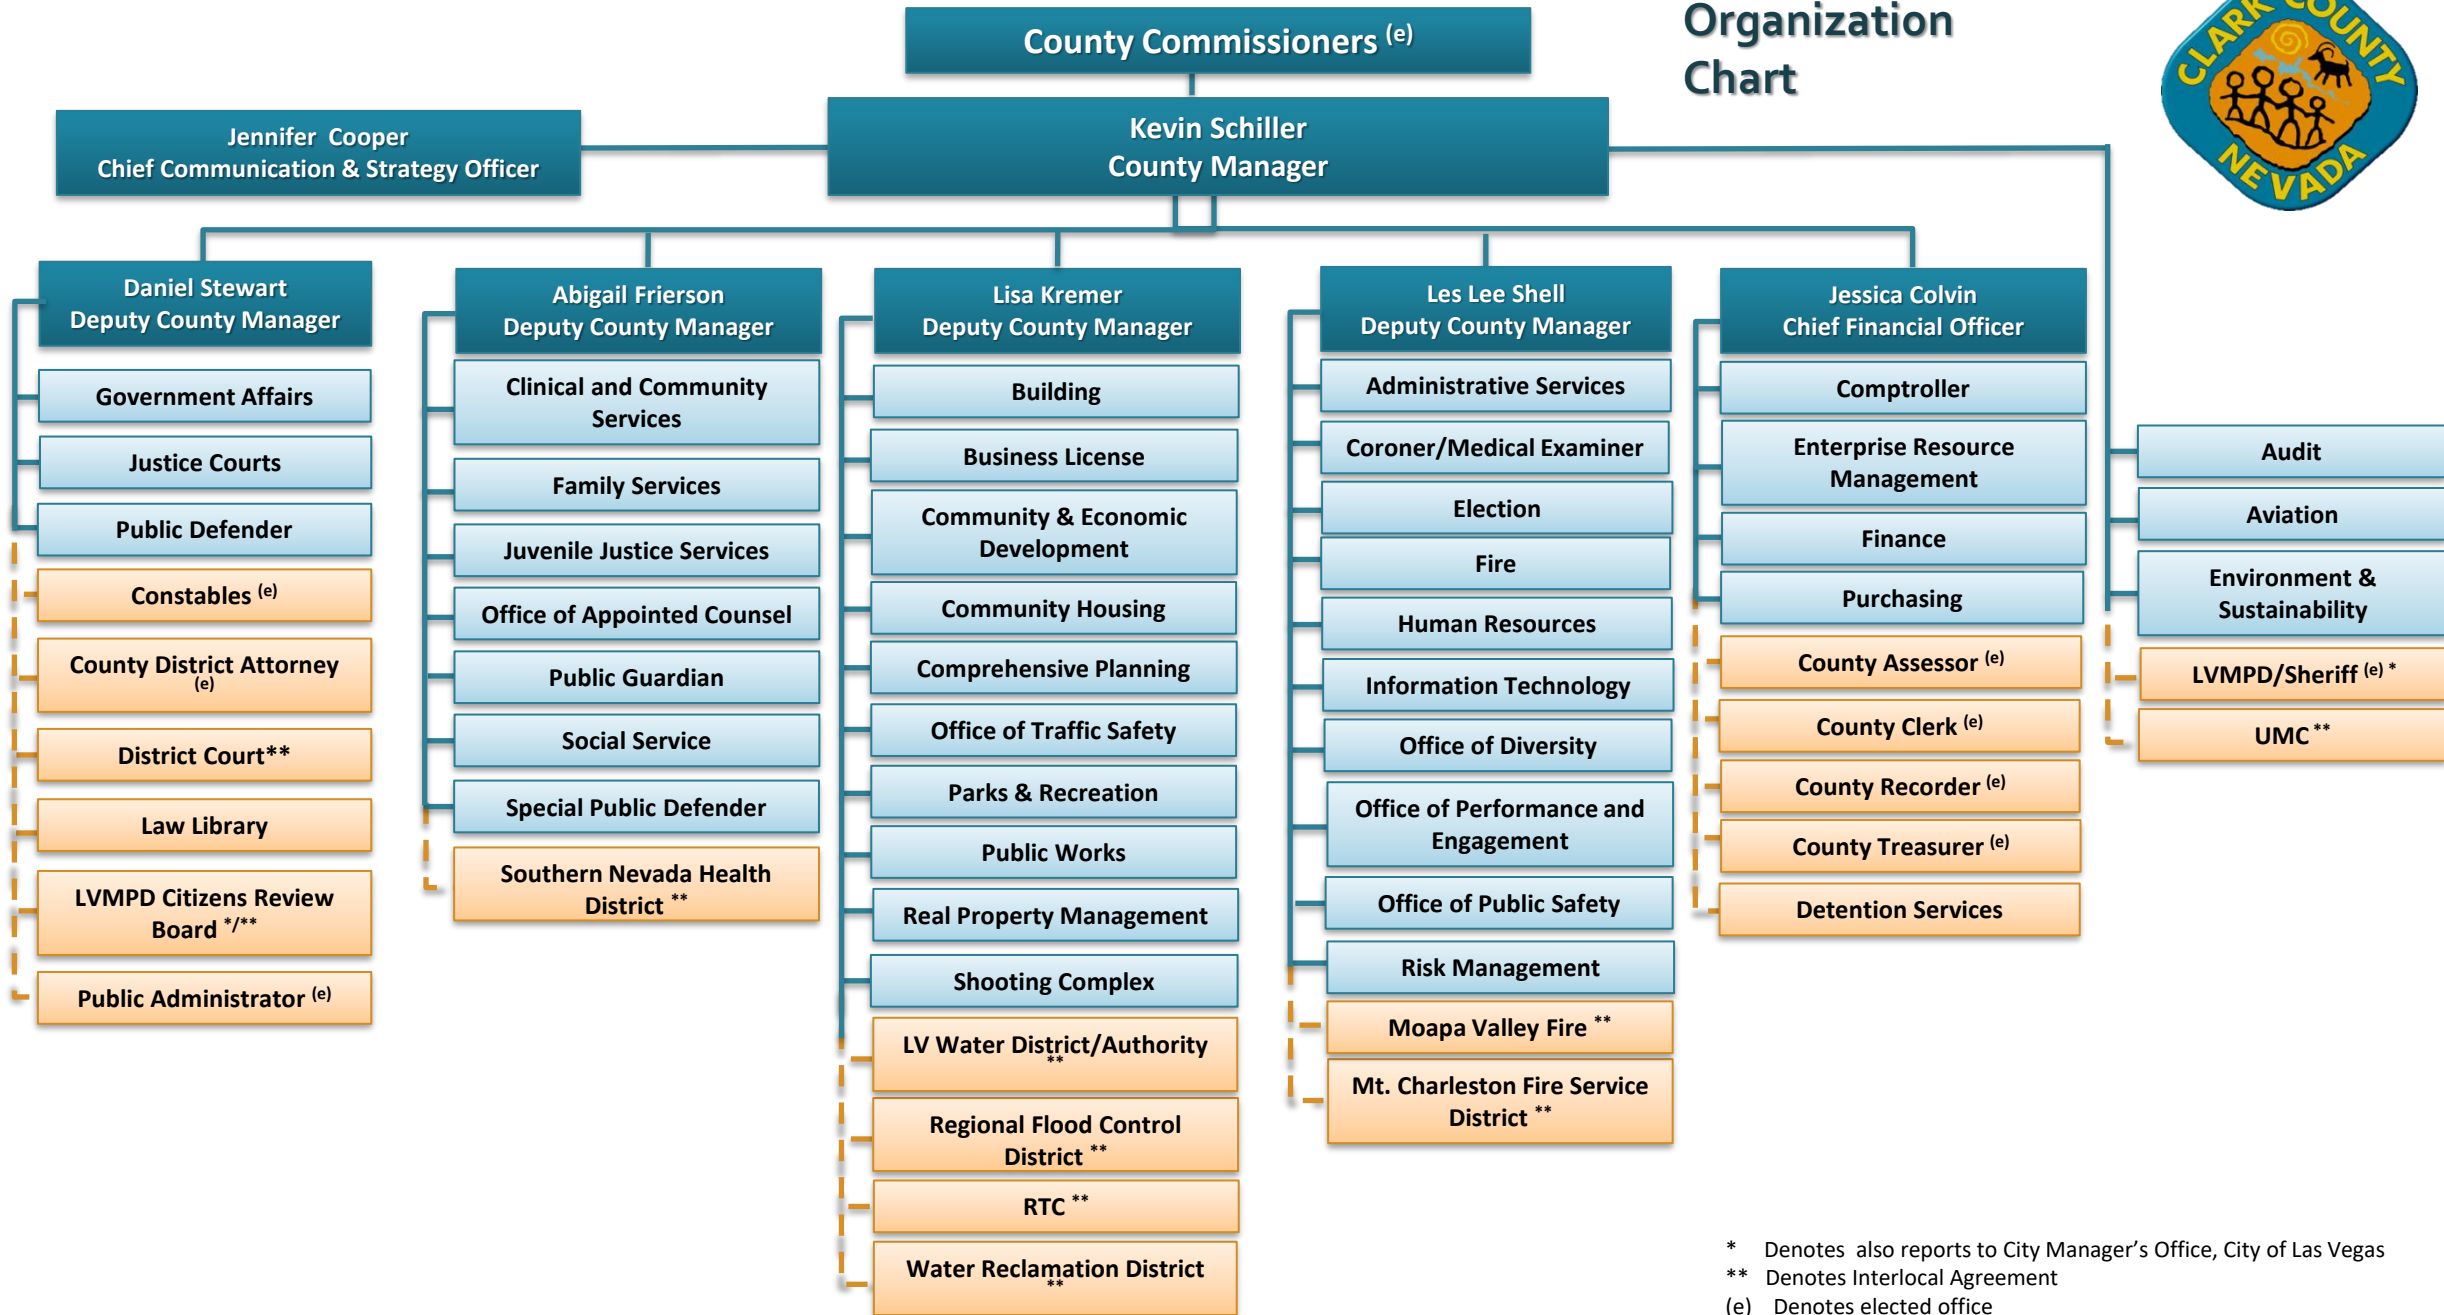 Organization
Chart
CLARK COUNTY
NEVADA
County Commissioners (e)
Kevin Schiller
County Manager
Jennifer Cooper
Chief Communication & Strategy Officer
Daniel Stewart
Deputy County Manager
Government Affairs
Justice Courts
Public Defender
Constables (e)
County District Attorney
(e)
District Court**
Law Library
LVMPD Citizens Review
Board */**
Public Administrator (e)
Abigail Frierson
Deputy County Manager
Clinical and Community
Services
Family Services
Juvenile Justice Services
Office of Appointed Counsel
Public Guardian
Social Service
Special Public Defender
Southern Nevada Health
District **
Lisa Kremer
Deputy County Manager
Building
Business License
Community & Economic
Development
Community Housing
Comprehensive Planning
Office of Traffic Safety
Parks & Recreation
Public Works
Real Property Management
Shooting Complex
LV Water District/Authority
**
Regional Flood Control
District **
RTC **
Water Reclamation District
**
Les Lee Shell
Deputy County Manager
Administrative Services
Coroner/Medical Examiner
Election
Fire
Human Resources
Information Technology
Office of Diversity
Office of Performance and
Engagement
Office of Public Safety
Risk Management
Moapa Valley Fire **
Mt. Charleston Fire Service
District **
Jessica Colvin
Chief Financial Officer
Comptroller
Enterprise Resource
Management
Finance
Purchasing
County Assessor (e)
County Clerk (e)
County Recorder (e)
County Treasurer (e)
Detention Services
Audit
Aviation
Environment &
Sustainability
LVMPD/Sheriff (e) *
UMC **
* Denotes also reports to City Manager’s Office, City of Las Vegas
** Denotes Interlocal Agreement
(e) Denotes elected office